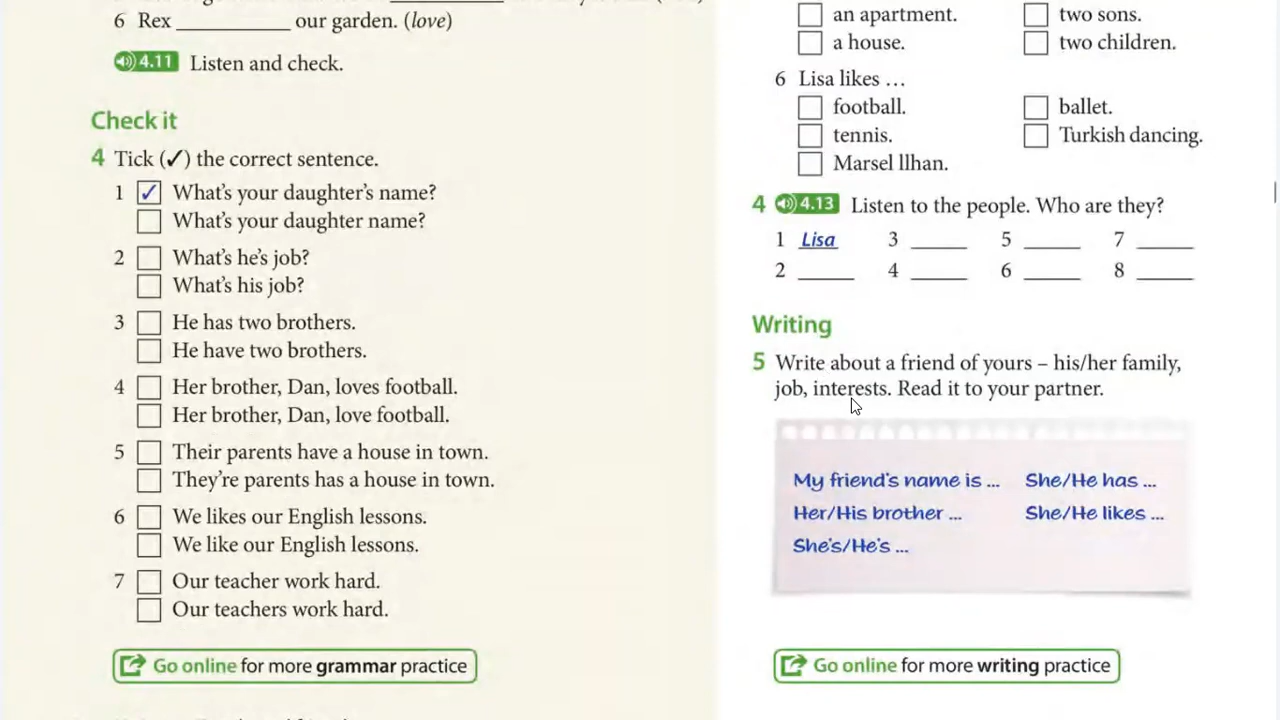 6 Rex __________ our garden. (love)
4.11 Listen and check.
Check it
4 Tick (✓) the correct sentence.
1 ✓ What's your daughter's name?
What's your daughter name?
2 What's he's job?
What's his job?
3 He has two brothers.
He have two brothers.
4 Her brother, Dan, loves football.
Her brother, Dan, love football.
5 Their parents have a house in town.
They're parents has a house in town.
6 We likes our English lessons.
We like our English lessons.
7 Our teacher work hard.
Our teachers work hard.
Go online for more grammar practice
an apartment. two sons.
a house. two children.
6 Lisa likes …
football. ballet.
tennis. Turkish dancing.
Marsel llhan.
4 4.13 Listen to the people. Who are they?
1 Lisa 3 _____ 5 _____ 7 _____
2 _____ 4 _____ 6 _____ 8 _____
Writing
5 Write about a friend of yours – his/her family,
job, interests. Read it to your partner.
My friend's name is ... She/He has ...
Her/His brother ... She/He likes ...
She's/He's ...
Go online for more writing practice